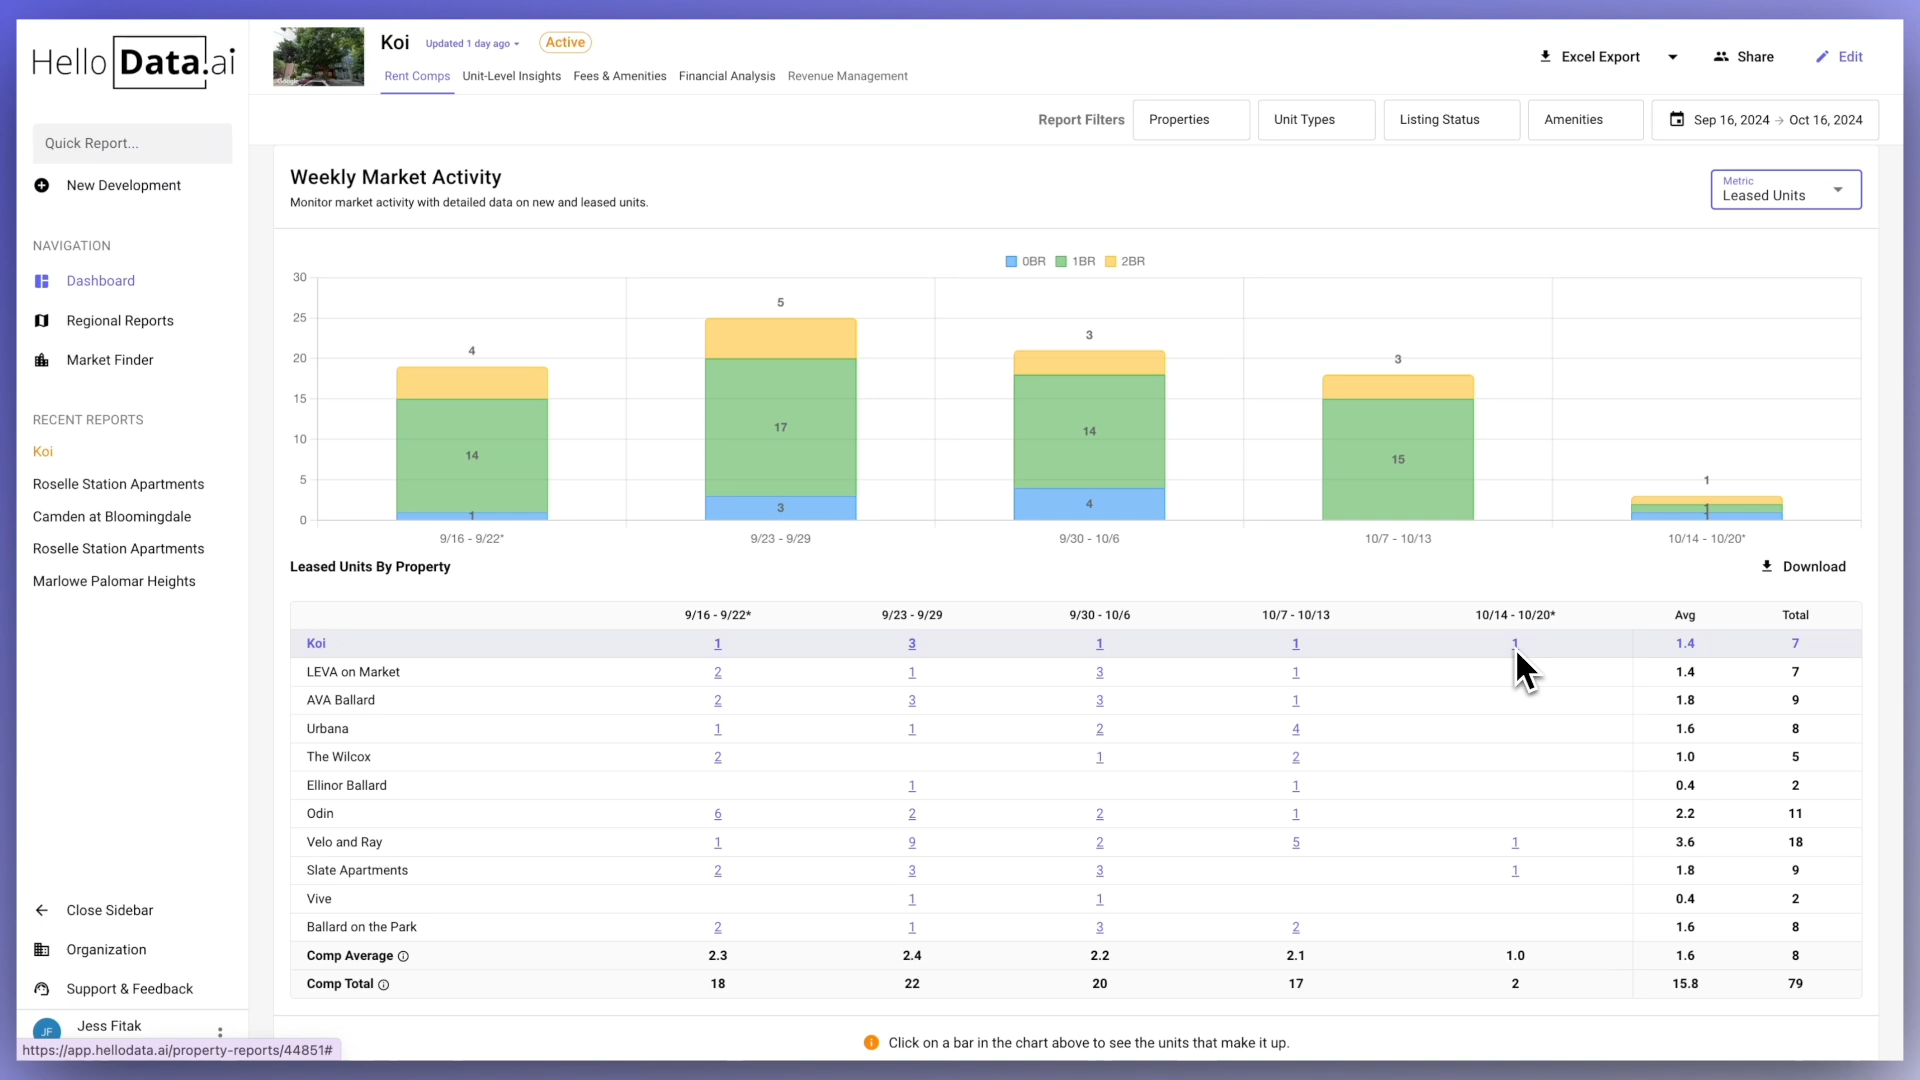 Hello Data.ai
Quick Report...
New Development
NAVIGATION
Dashboard
Regional Reports
Market Finder
RECENT REPORTS
Koi
Roselle Station Apartments
Camden at Bloomingdale
Roselle Station Apartments
Marlowe Palomar Heights
Close Sidebar
Organization
Support & Feedback
JF Jess Fitak
https://app.hellodata.ai/property-reports/44851#
Google
Koi Updated 1 day ago Active
Rent Comps Unit-Level Insights Fees & Amenities Financial Analysis Revenue Management
Excel Export Share Edit
Report Filters Properties Unit Types Listing Status Amenities Sep 16, 2024 → Oct 16, 2024
Weekly Market Activity
Monitor market activity with detailed data on new and leased units.
Metric
Leased Units
0BR 1BR 2BR
30
25
20
15
10
5
0
4
14
1
5
17
3
3
14
4
3
15
1
1
1
9/16 - 9/22* 9/23 - 9/29 9/30 - 10/6 10/7 - 10/13 10/14 - 10/20*
Leased Units By Property Download
9/16 - 9/22* 9/23 - 9/29 9/30 - 10/6 10/7 - 10/13 10/14 - 10/20* Avg Total
Koi 1 3 1 1 1 1.4 7
LEVA on Market 2 1 3 1 1.4 7
AVA Ballard 2 3 3 1 1.8 9
Urbana 1 1 2 4 1.6 8
The Wilcox 2 1 2 1.0 5
Ellinor Ballard 1 1 0.4 2
Odin 6 2 2 1 2.2 11
Velo and Ray 1 9 2 5 1 3.6 18
Slate Apartments 2 3 3 1 1.8 9
Vive 1 1 0.4 2
Ballard on the Park 2 1 3 2 1.6 8
Comp Average 2.3 2.4 2.2 2.1 1.0 1.6 8
Comp Total 18 22 20 17 2 15.8 79
Click on a bar in the chart above to see the units that make it up.